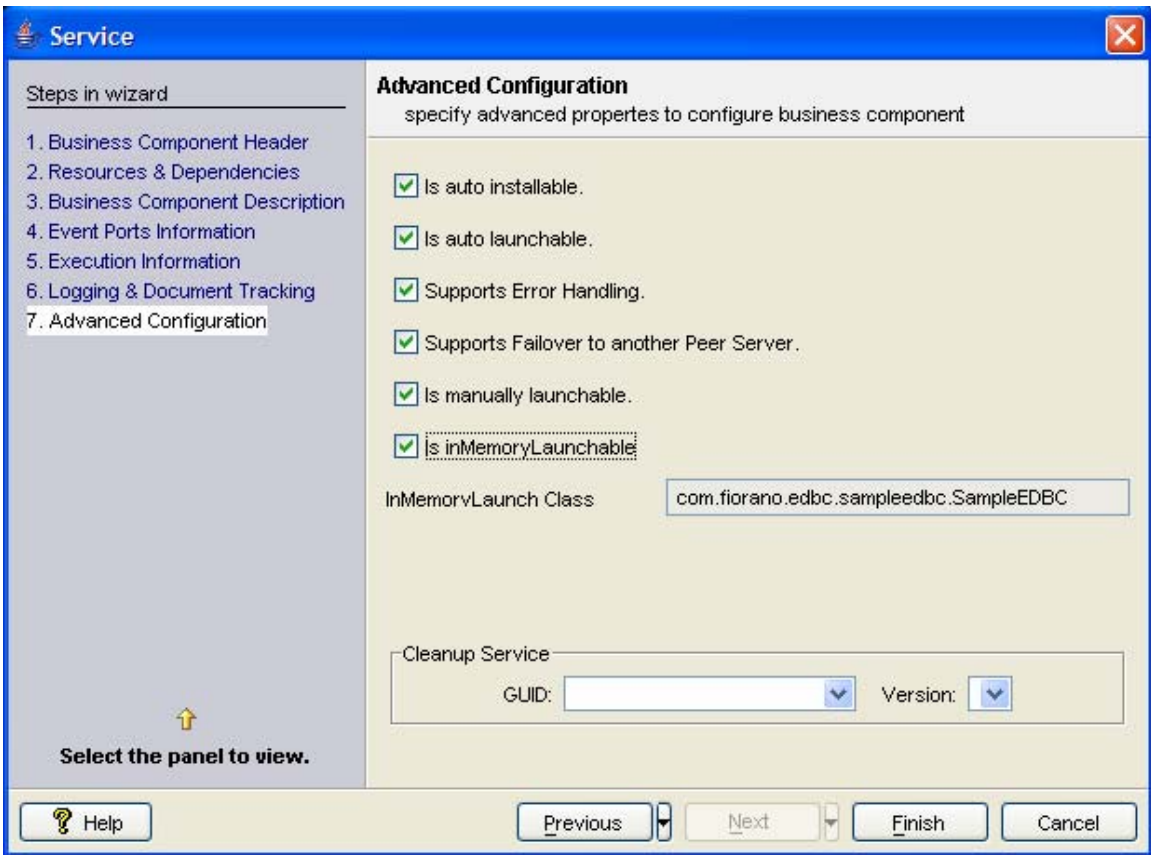 Service
Steps in wizard
1. Business Component Header
2. Resources & Dependencies
3. Business Component Description
4. Event Ports Information
5. Execution Information
6. Logging & Document Tracking
7. Advanced Configuration
Select the panel to view.
Advanced Configuration
specify advanced propertes to configure business component
Is auto installable.
Is auto launchable.
Supports Error Handling.
Supports Failover to another Peer Server.
Is manually launchable.
Is inMemoryLaunchable
InMemoryLaunch Class com.fiorano.edbc.sampleedbc.SampleEDBC
Cleanup Service
GUID: Version:
Help Previous Next Finish Cancel